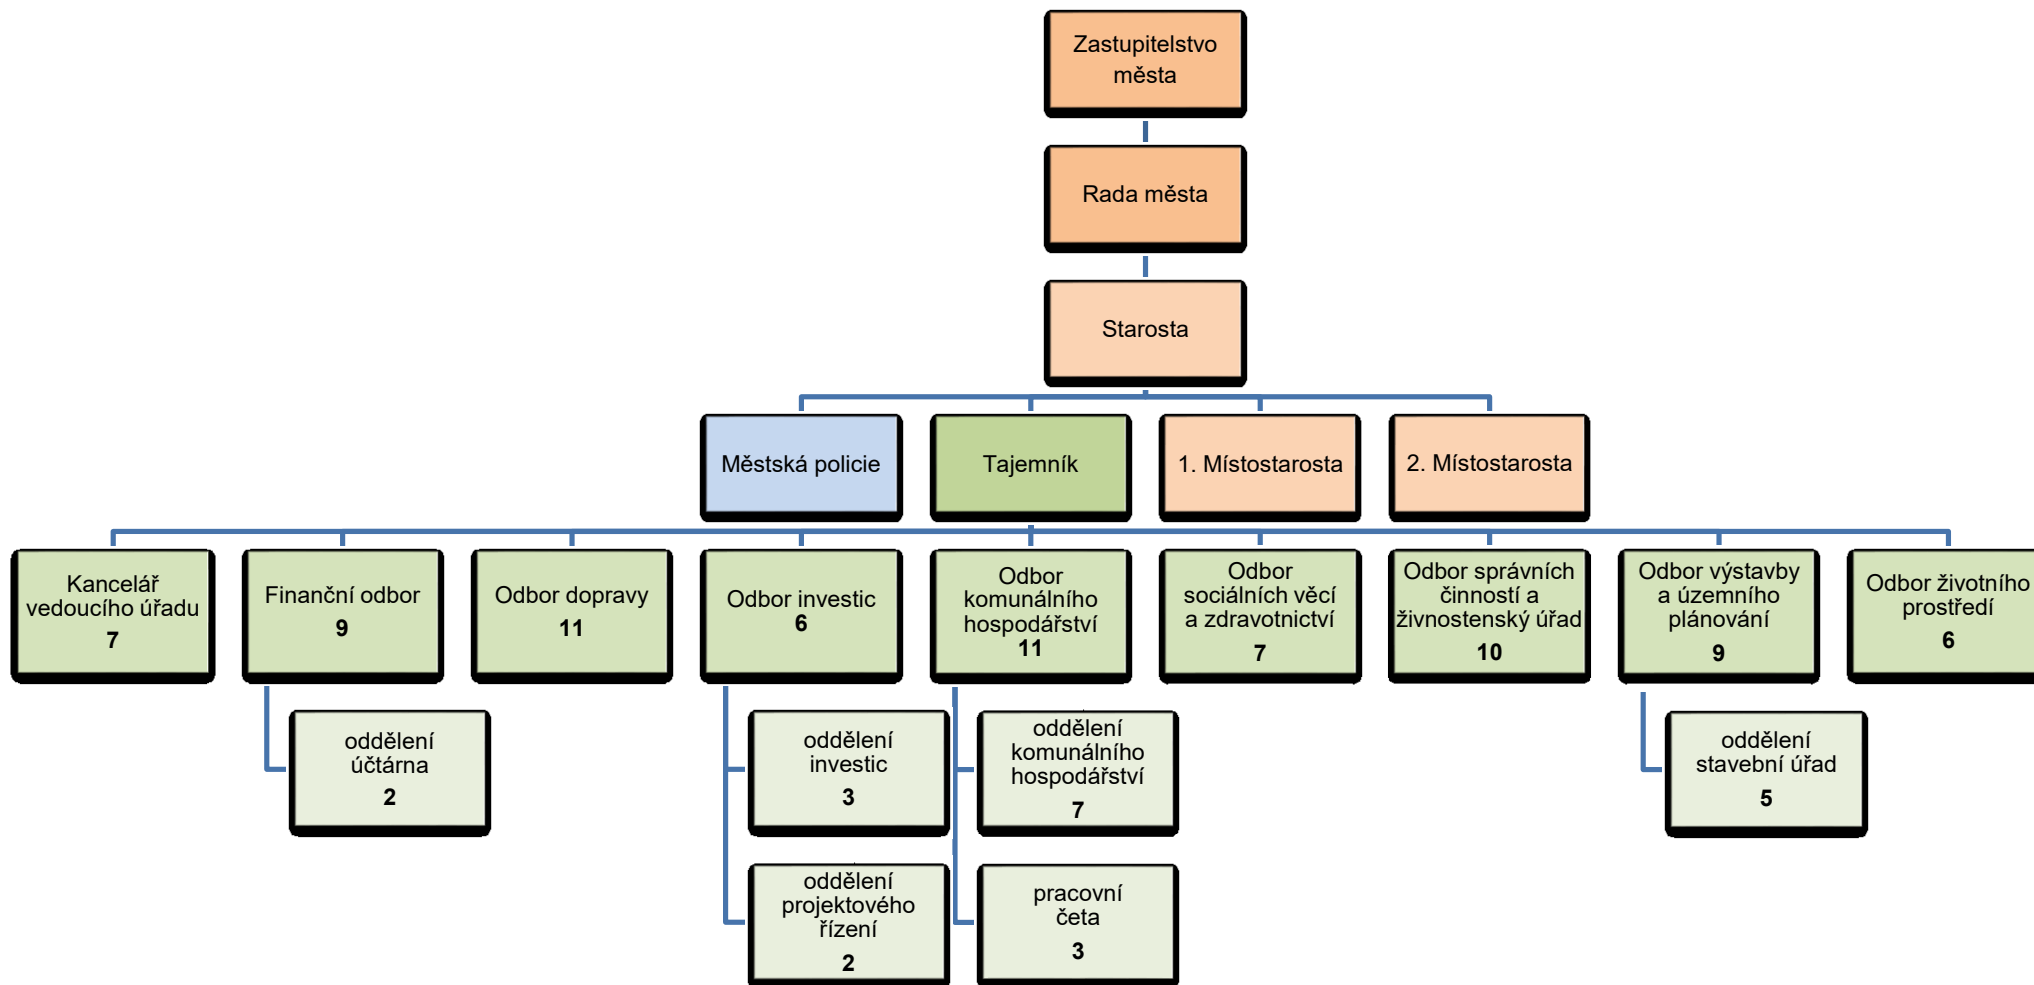 Zastupitelstvo
města
Rada města
Starosta
Městská policie
Tajemník
1. Místostarosta
2. Místostarosta
Kancelář
vedoucího úřadu
7
Finanční odbor
9
Odbor dopravy
11
Odbor investic
6
Odbor
komunálního
hospodářství
11
Odbor
sociálních věcí
a zdravotnictví
7
Odbor správních
činností a
živnostenský úřad
10
Odbor výstavby
a územního
plánování
9
Odbor životního
prostředí
6
oddělení
účtárna
2
oddělení
investic
3
oddělení
komunálního
hospodářství
7
oddělení
stavební úřad
5
oddělení
projektového
řízení
2
pracovní
četa
3